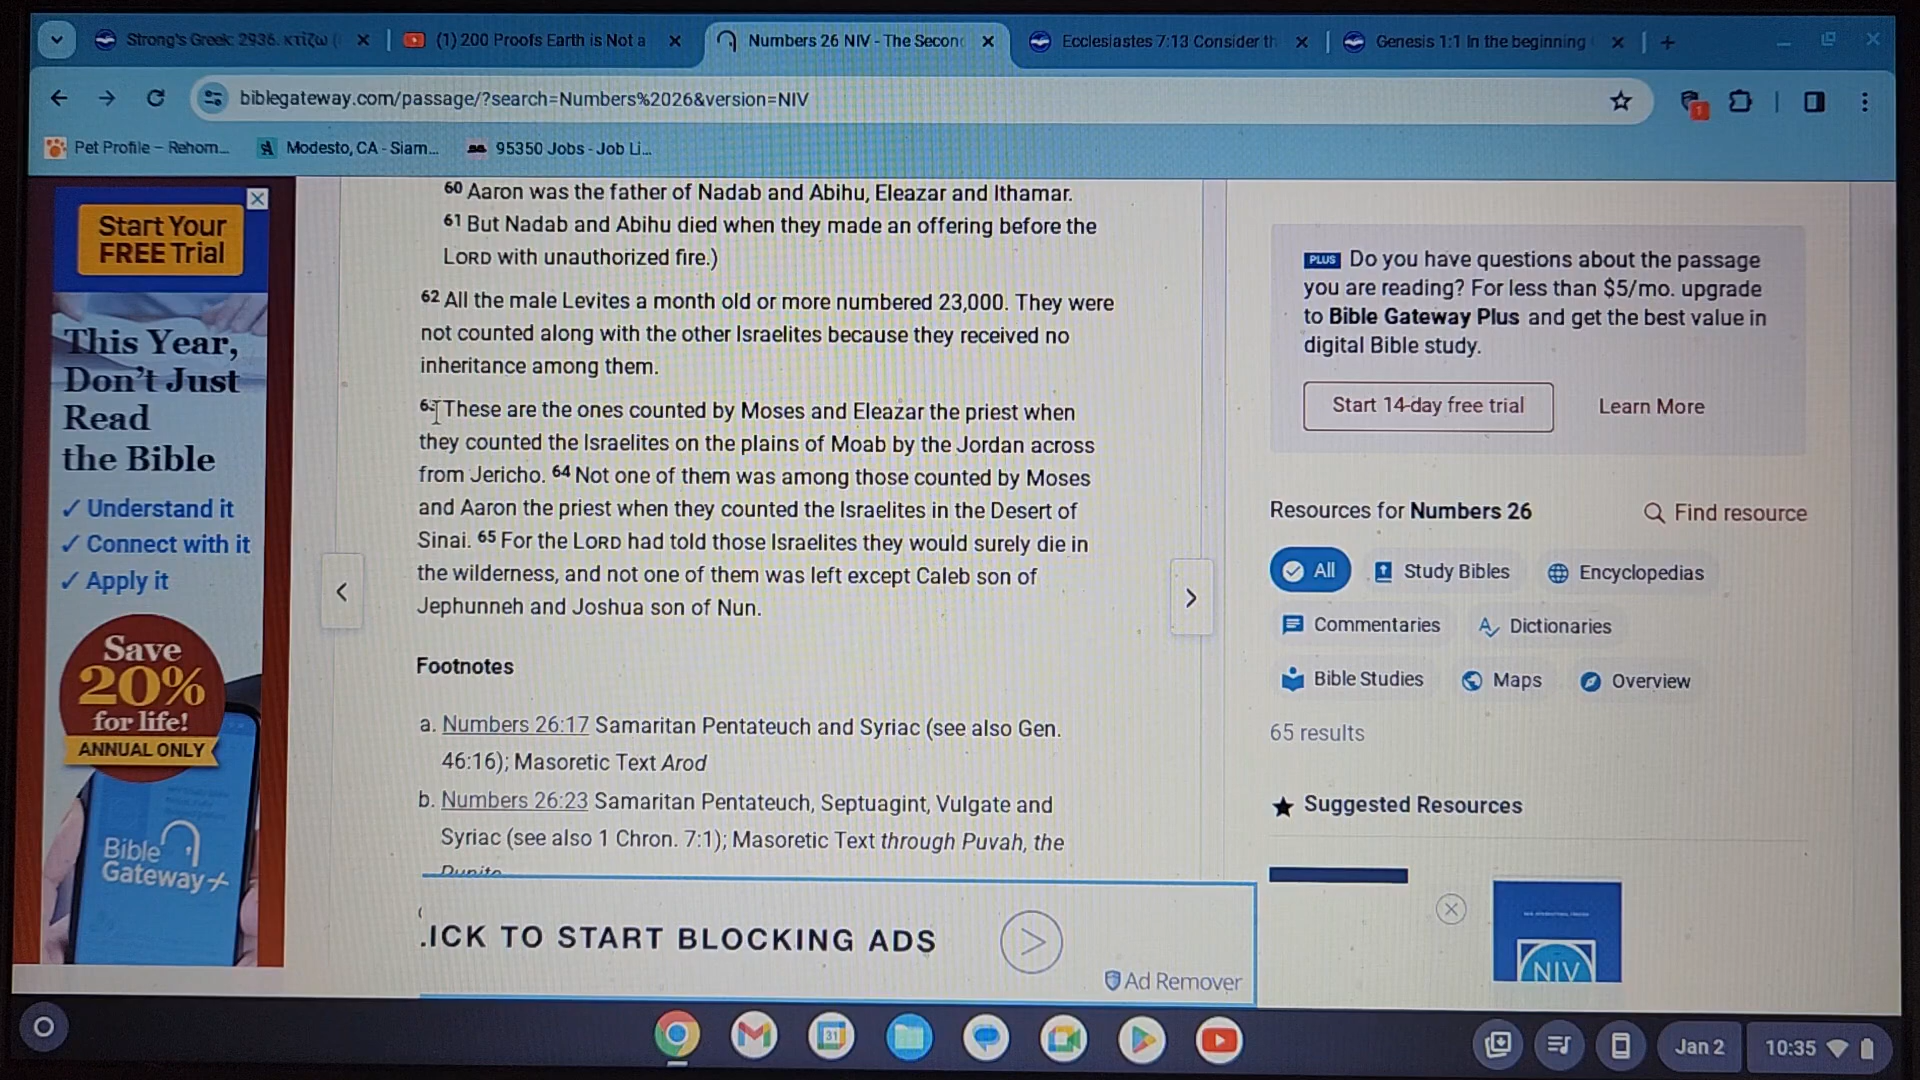 Strong's Greek: 2936. κτίζω (
(1) 200 Proofs Earth is Not a
Numbers 26 NIV - The Secon
Ecclesiastes 7:13 Consider th
Genesis 1:1 In the beginning
biblegateway.com/passage/?search=Numbers%2026&version=NIV
1
Pet Profile – Rehom...
Modesto, CA - Siam...
95350 Jobs - Job Li...
Start Your
FREE Trial
This Year,
Don't Just
Read
the Bible
✓ Understand it
✓ Connect with it
✓ Apply it
Save
20%
for life!
ANNUAL ONLY
Bible
Gateway+
60 Aaron was the father of Nadab and Abihu, Eleazar and Ithamar.
61 But Nadab and Abihu died when they made an offering before the
LORD with unauthorized fire.)
62 All the male Levites a month old or more numbered 23,000. They were
not counted along with the other Israelites because they received no
inheritance among them.
63 These are the ones counted by Moses and Eleazar the priest when
they counted the Israelites on the plains of Moab by the Jordan across
from Jericho. 64 Not one of them was among those counted by Moses
and Aaron the priest when they counted the Israelites in the Desert of
Sinai. 65 For the LORD had told those Israelites they would surely die in
the wilderness, and not one of them was left except Caleb son of
Jephunneh and Joshua son of Nun.
Footnotes
a. Numbers 26:17 Samaritan Pentateuch and Syriac (see also Gen.
46:16); Masoretic Text Arod
b. Numbers 26:23 Samaritan Pentateuch, Septuagint, Vulgate and
Syriac (see also 1 Chron. 7:1); Masoretic Text through Puvah, the
Punite
.ICK TO START BLOCKING ADS
Ad Remover
PLUS Do you have questions about the passage
you are reading? For less than $5/mo. upgrade
to Bible Gateway Plus and get the best value in
digital Bible study.
Start 14-day free trial
Learn More
Resources for Numbers 26
Find resource
All
Study Bibles
Encyclopedias
Commentaries
Dictionaries
Bible Studies
Maps
Overview
65 results
Suggested Resources
NIV
31
Jan 2
10:35